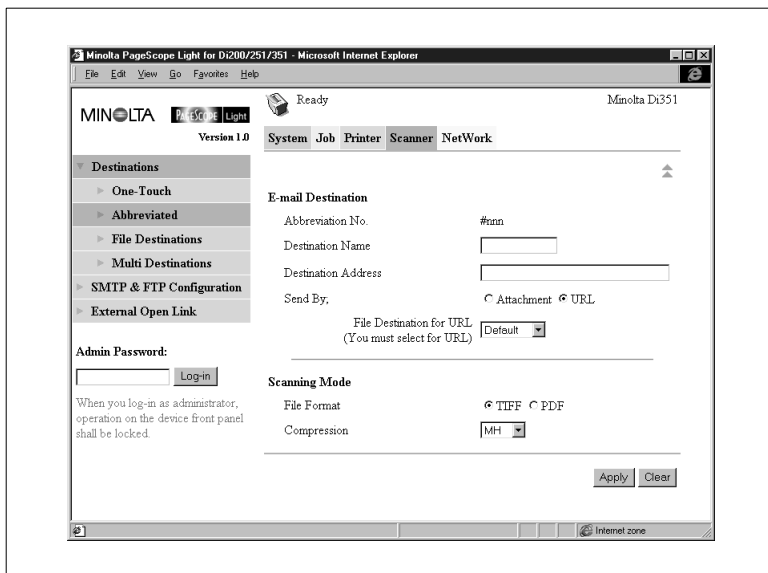 Minolta PageScope Light for Di200/251/351 - Microsoft Internet Explorer
File Edit View Go Favorites Help
MINOLTA PAGESCOPE Light
Version 1.0
Ready
Minolta Di351
System Job Printer Scanner NetWork
Destinations
One-Touch
Abbreviated
File Destinations
Multi Destinations
SMTP & FTP Configuration
External Open Link
Admin Password:
Log-in
When you log-in as administrator,
operation on the device front panel
shall be locked.
E-mail Destination
Abbreviation No. #nnn
Destination Name
Destination Address
Send By; Attachment URL
File Destination for URL
(You must select for URL)
Default
Scanning Mode
File Format TIFF PDF
Compression MH
Apply Clear
Internet zone